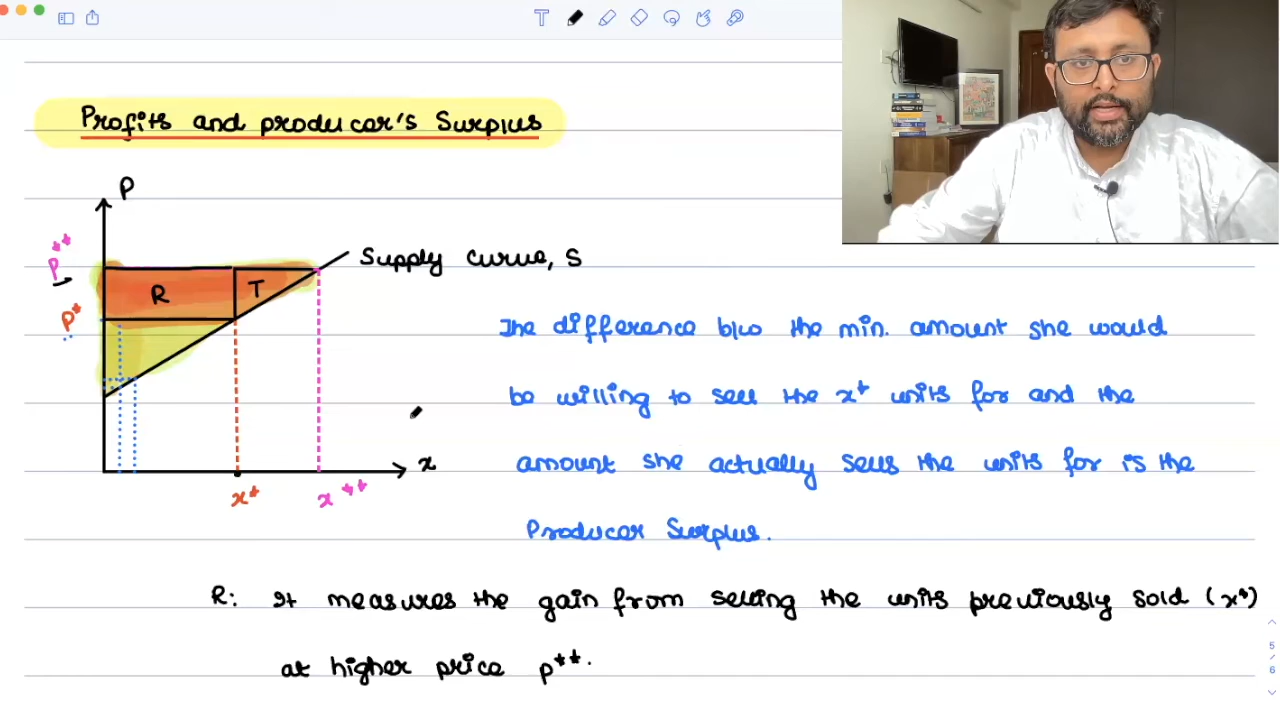 Profits and producer's Surplus
P
P**
Supply curve, S
R
T
P*
The difference b/w the min. amount she would
be willing to sell the x* units for and the
x
amount she actually sells the units for is the
x*
x**
Producer Surplus.
R: It measures the gain from selling the units previously sold (x*)
at higher price p**.
5
/
6